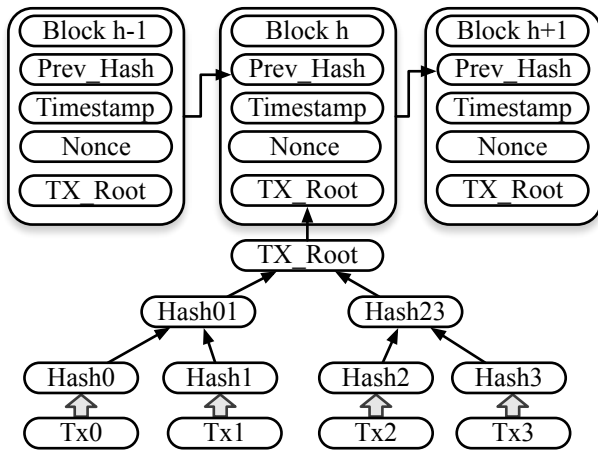 Block h-1
Prev_Hash
Timestamp
Nonce
TX_Root
Block h
Prev_Hash
Timestamp
Nonce
TX_Root
Block h+1
Prev_Hash
Timestamp
Nonce
TX_Root
TX_Root
Hash01
Hash23
Hash0
Hash1
Hash2
Hash3
Tx0
Tx1
Tx2
Tx3